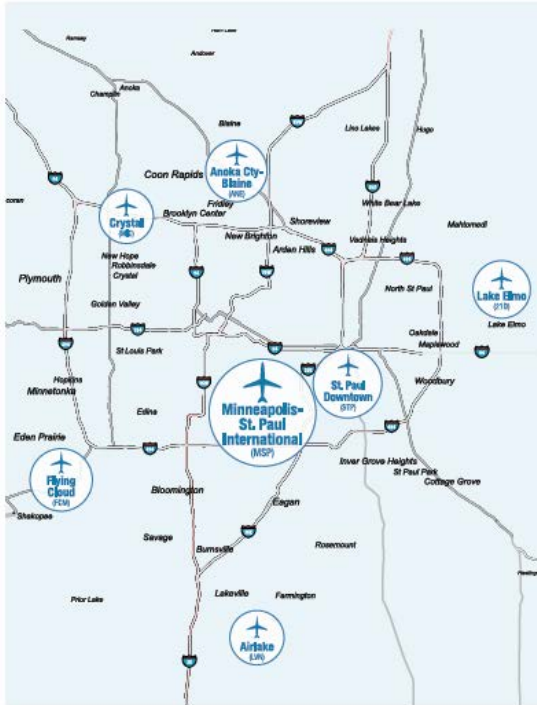 Ramsey
Andover
Anoka
Champlin
Blaine
Lino Lakes
Hugo
Coon Rapids
Anoka Cty-
Blaine
(ANE)
Fridley
Brooklyn Center
Crystal
Shoreview
White Bear Lake
Mahtomedi
New Brighton
Arden Hills
Vadnais Heights
New Hope
Robbinsdale
Crystal
Plymouth
Golden Valley
North St Paul
Lake Elmo
(21D)
Lake Elmo
Oakdale
Maplewood
St Louis Park
Hopkins
Minnetonka
Edina
Minneapolis-
St. Paul
International
(MSP)
St. Paul
Downtown
(STP)
Woodbury
Eden Prairie
Inver Grove Heights
St Paul Park
Cottage Grove
Flying
Cloud
(FCM)
Bloomington
Eagan
Shakopee
Savage
Burnsville
Rosemount
Prior Lake
Lakeville
Farmington
Airlake
(LVN)